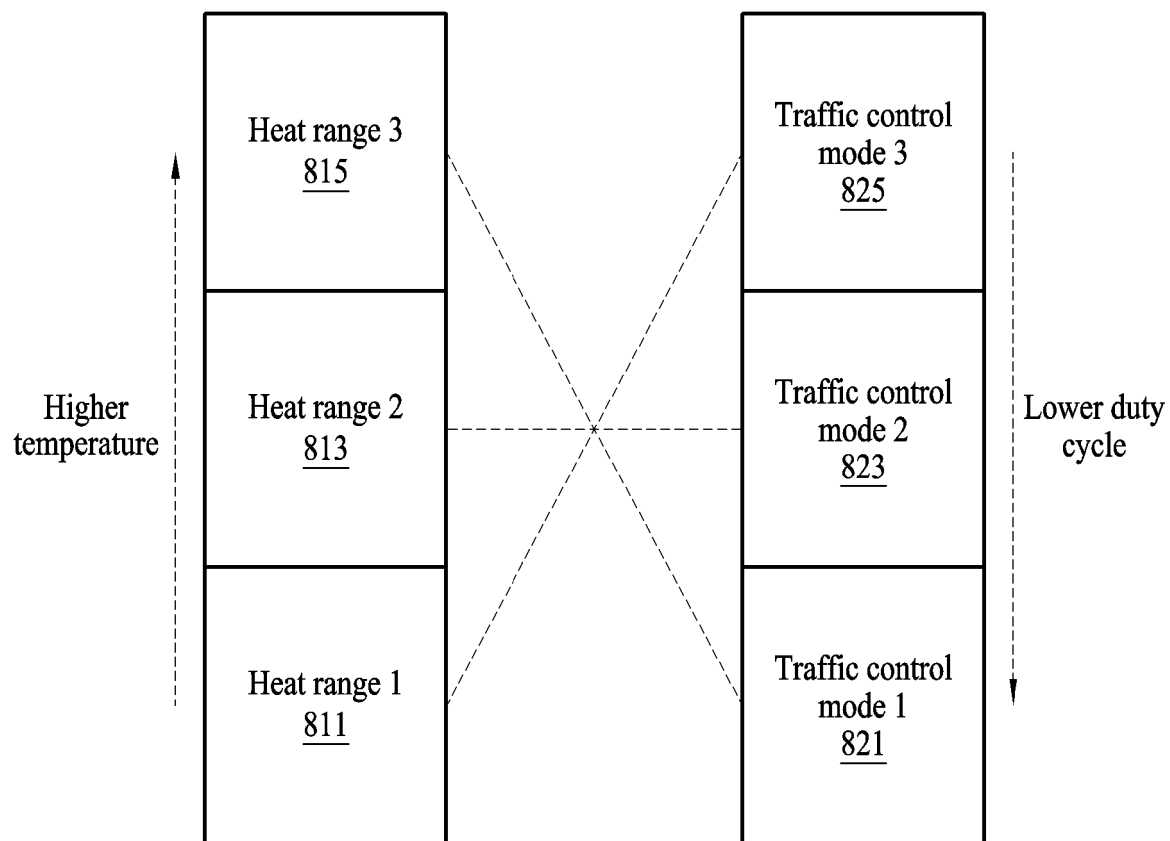 Heat range 3
815
Traffic control
mode 3
825
Higher
temperature
Heat range 2
813
Traffic control
mode 2
823
Lower duty
cycle
Heat range 1
811
Traffic control
mode 1
821